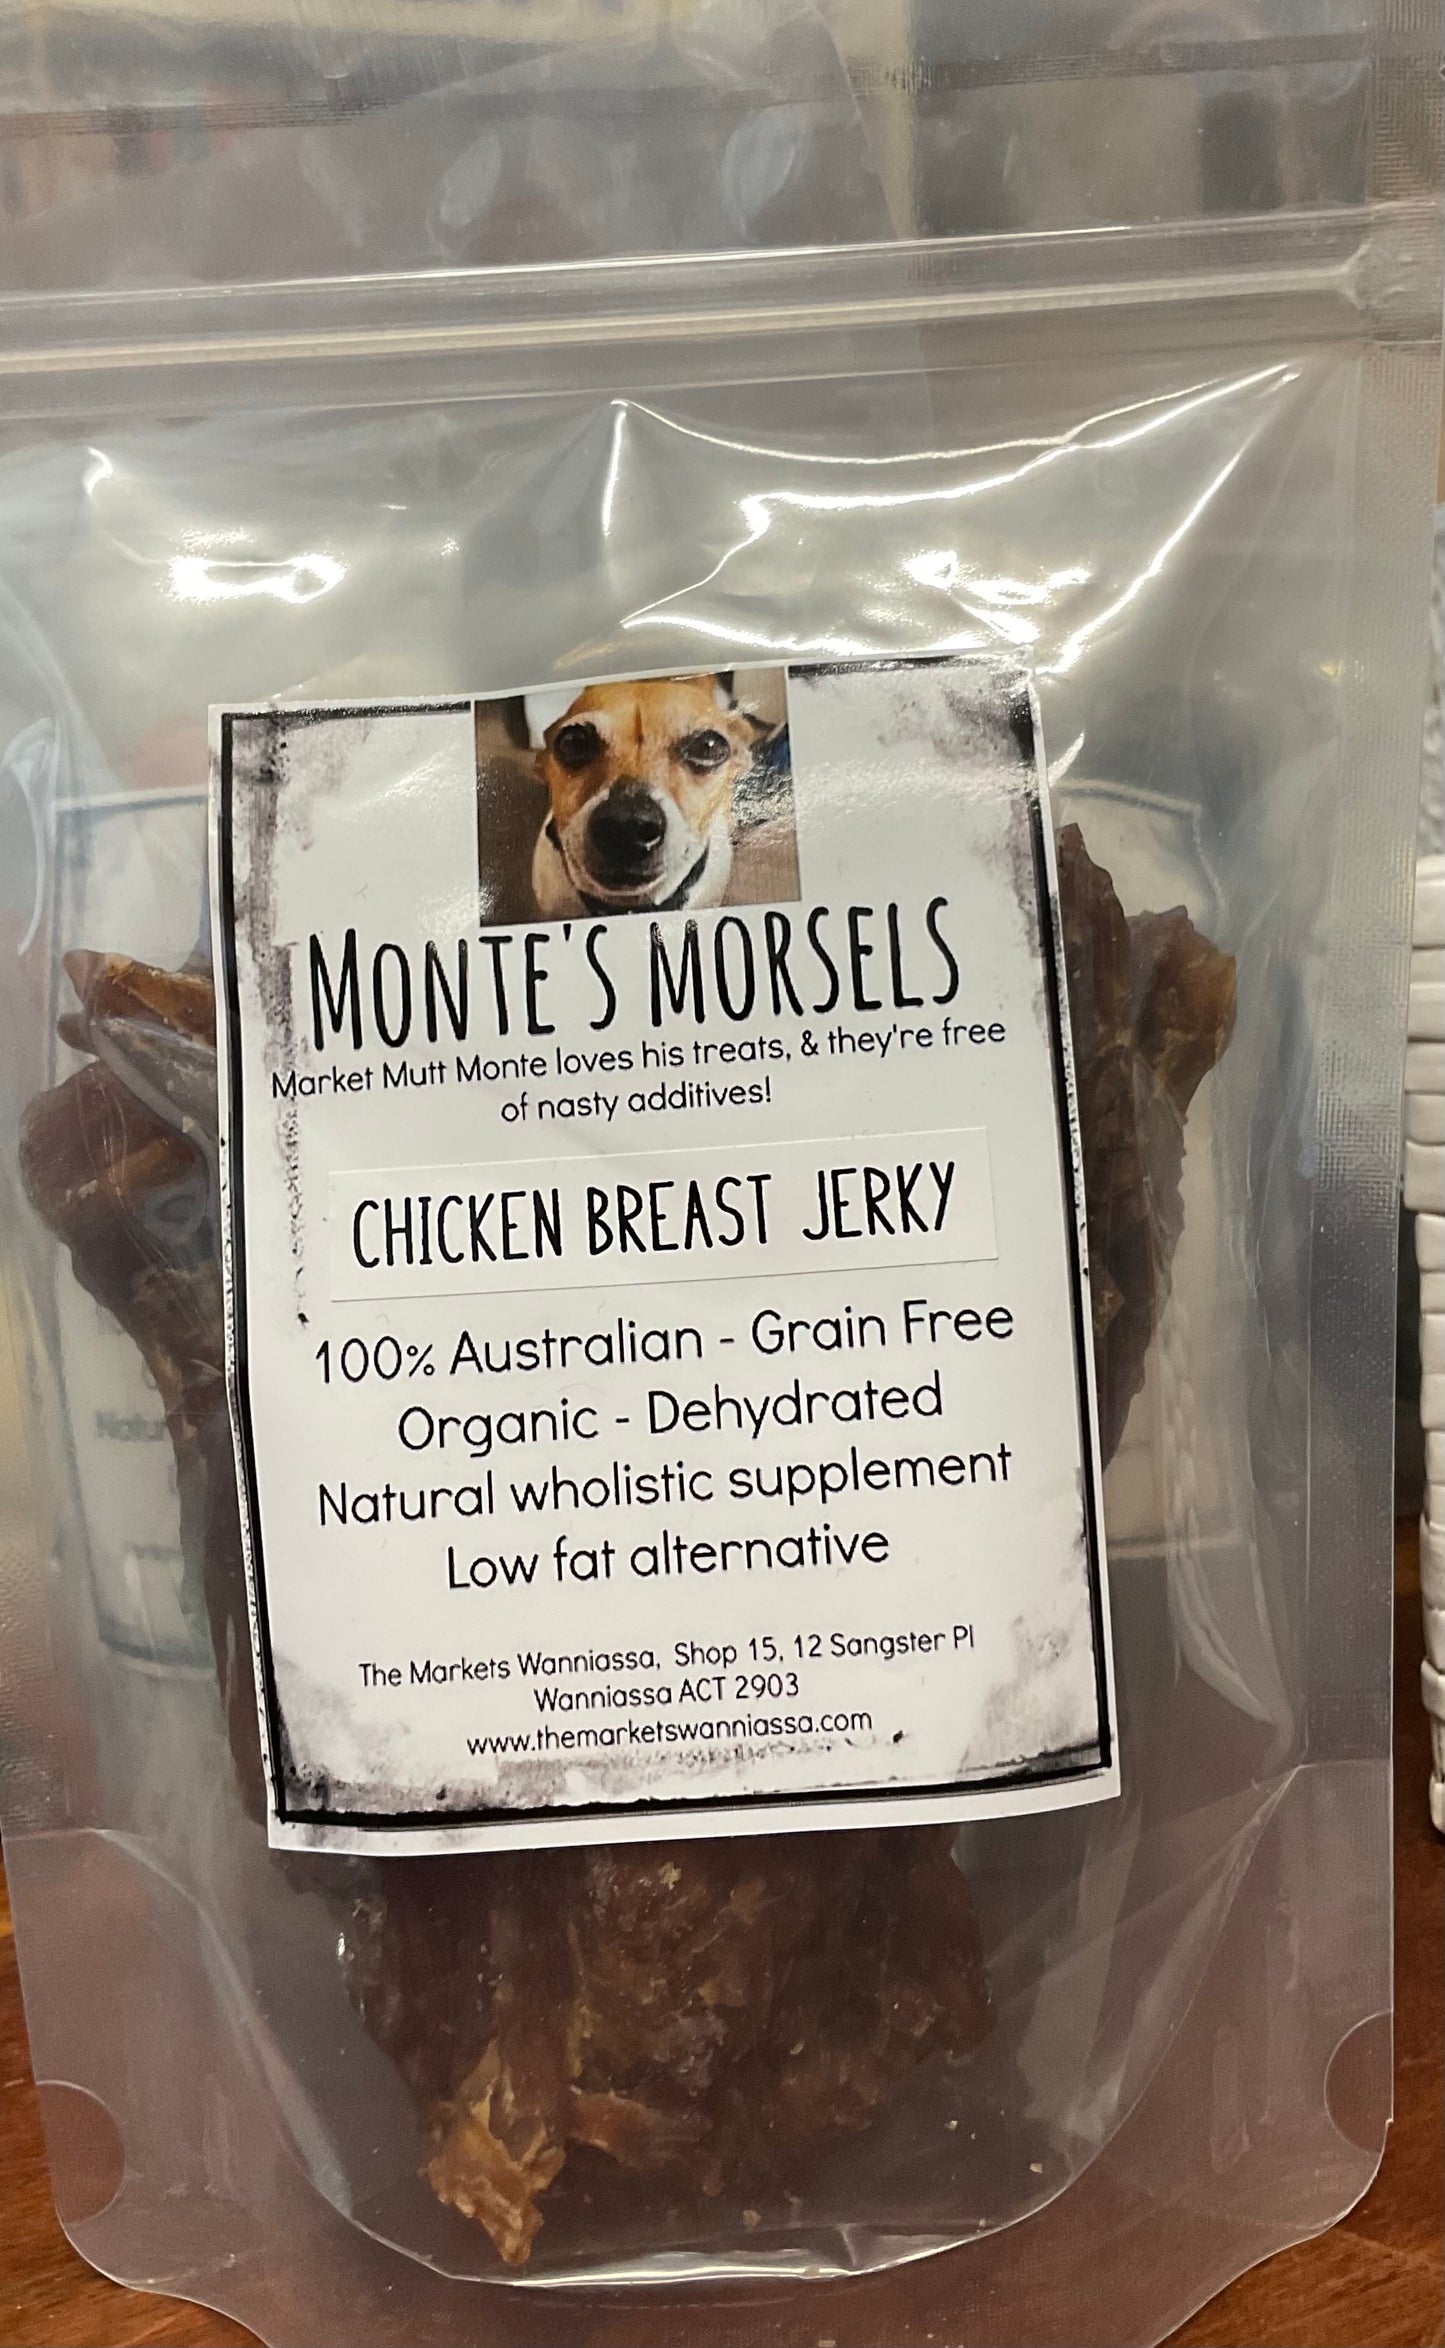 MONTE'S MORSELS
Market Mutt Monte loves his treats, & they're free
of nasty additives!
CHICKEN BREAST JERKY
100% Australian - Grain Free
Organic - Dehydrated
Natural wholistic supplement
Low fat alternative
The Markets Wanniassa, Shop 15, 12 Sangster Pl
Wanniassa ACT 2903
www.themarketswanniassa.com